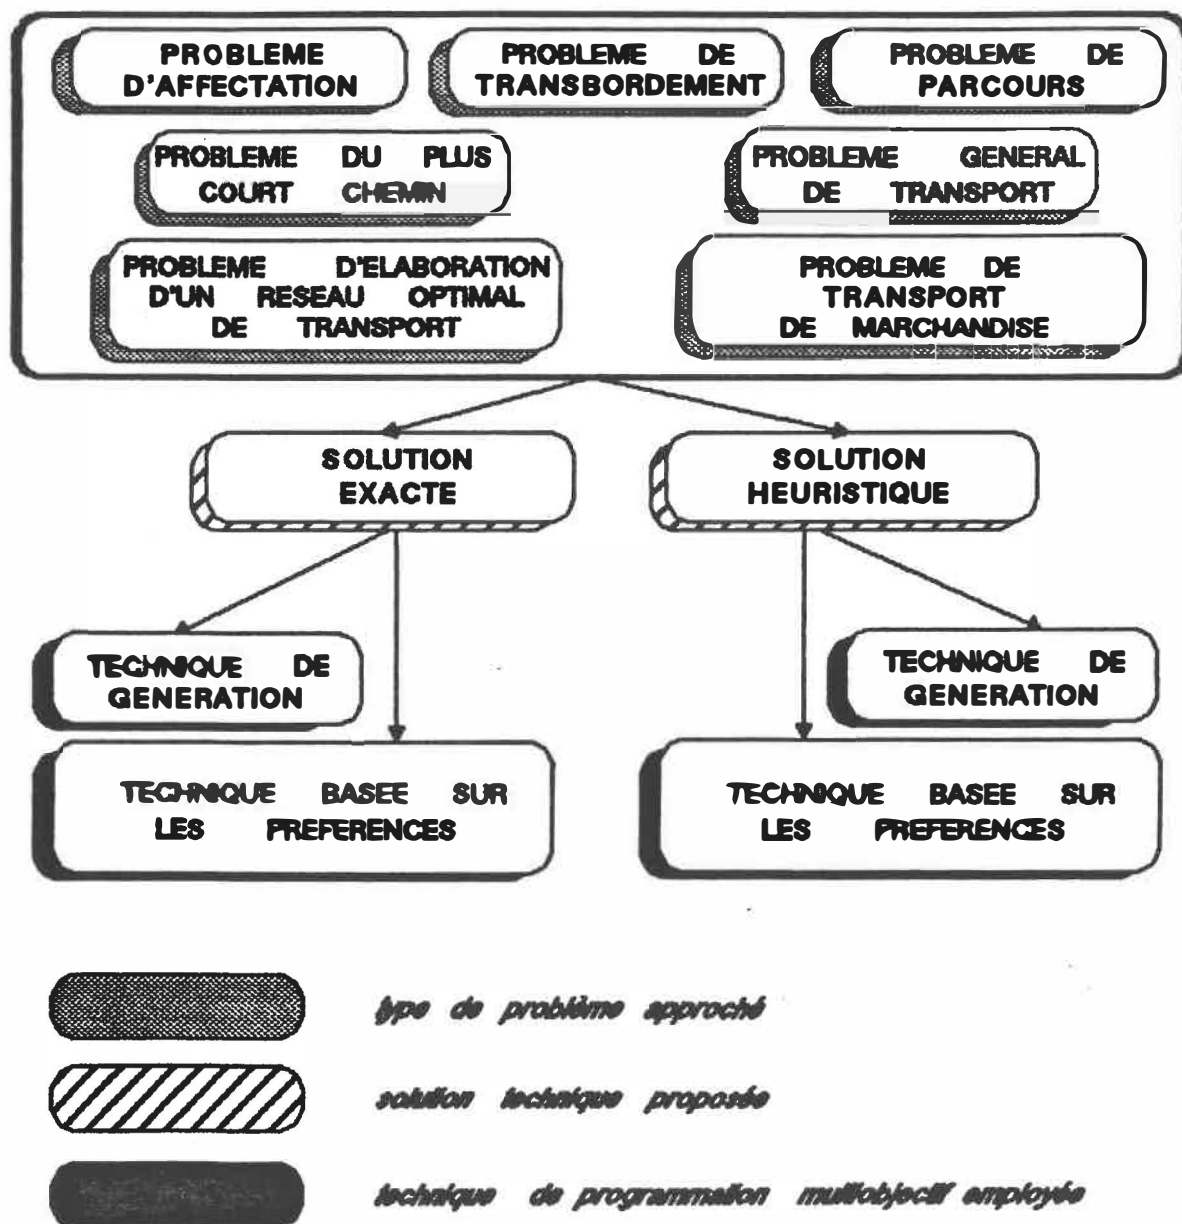 PROBLEME
D'AFFECTATION
PROBLEME DE
TRANSBORDEMENT
PROBLEME DE
PARCOURS
PROBLEME DU PLUS
COURT CHEMIN
PROBLEME GENERAL
DE TRANSPORT
PROBLEME D'ELABORATION
D'UN RESEAU OPTIMAL
DE TRANSPORT
PROBLEME DE
TRANSPORT
DE MARCHANDISE
SOLUTION
EXACTE
SOLUTION
HEURISTIQUE
TECHNIQUE DE
GENERATION
TECHNIQUE DE
GENERATION
TECHNIQUE BASEE SUR
LES PREFERENCES
TECHNIQUE BASEE SUR
LES PREFERENCES
type de problème approché
solution technique proposée
technique de programmation multiobjectif employée